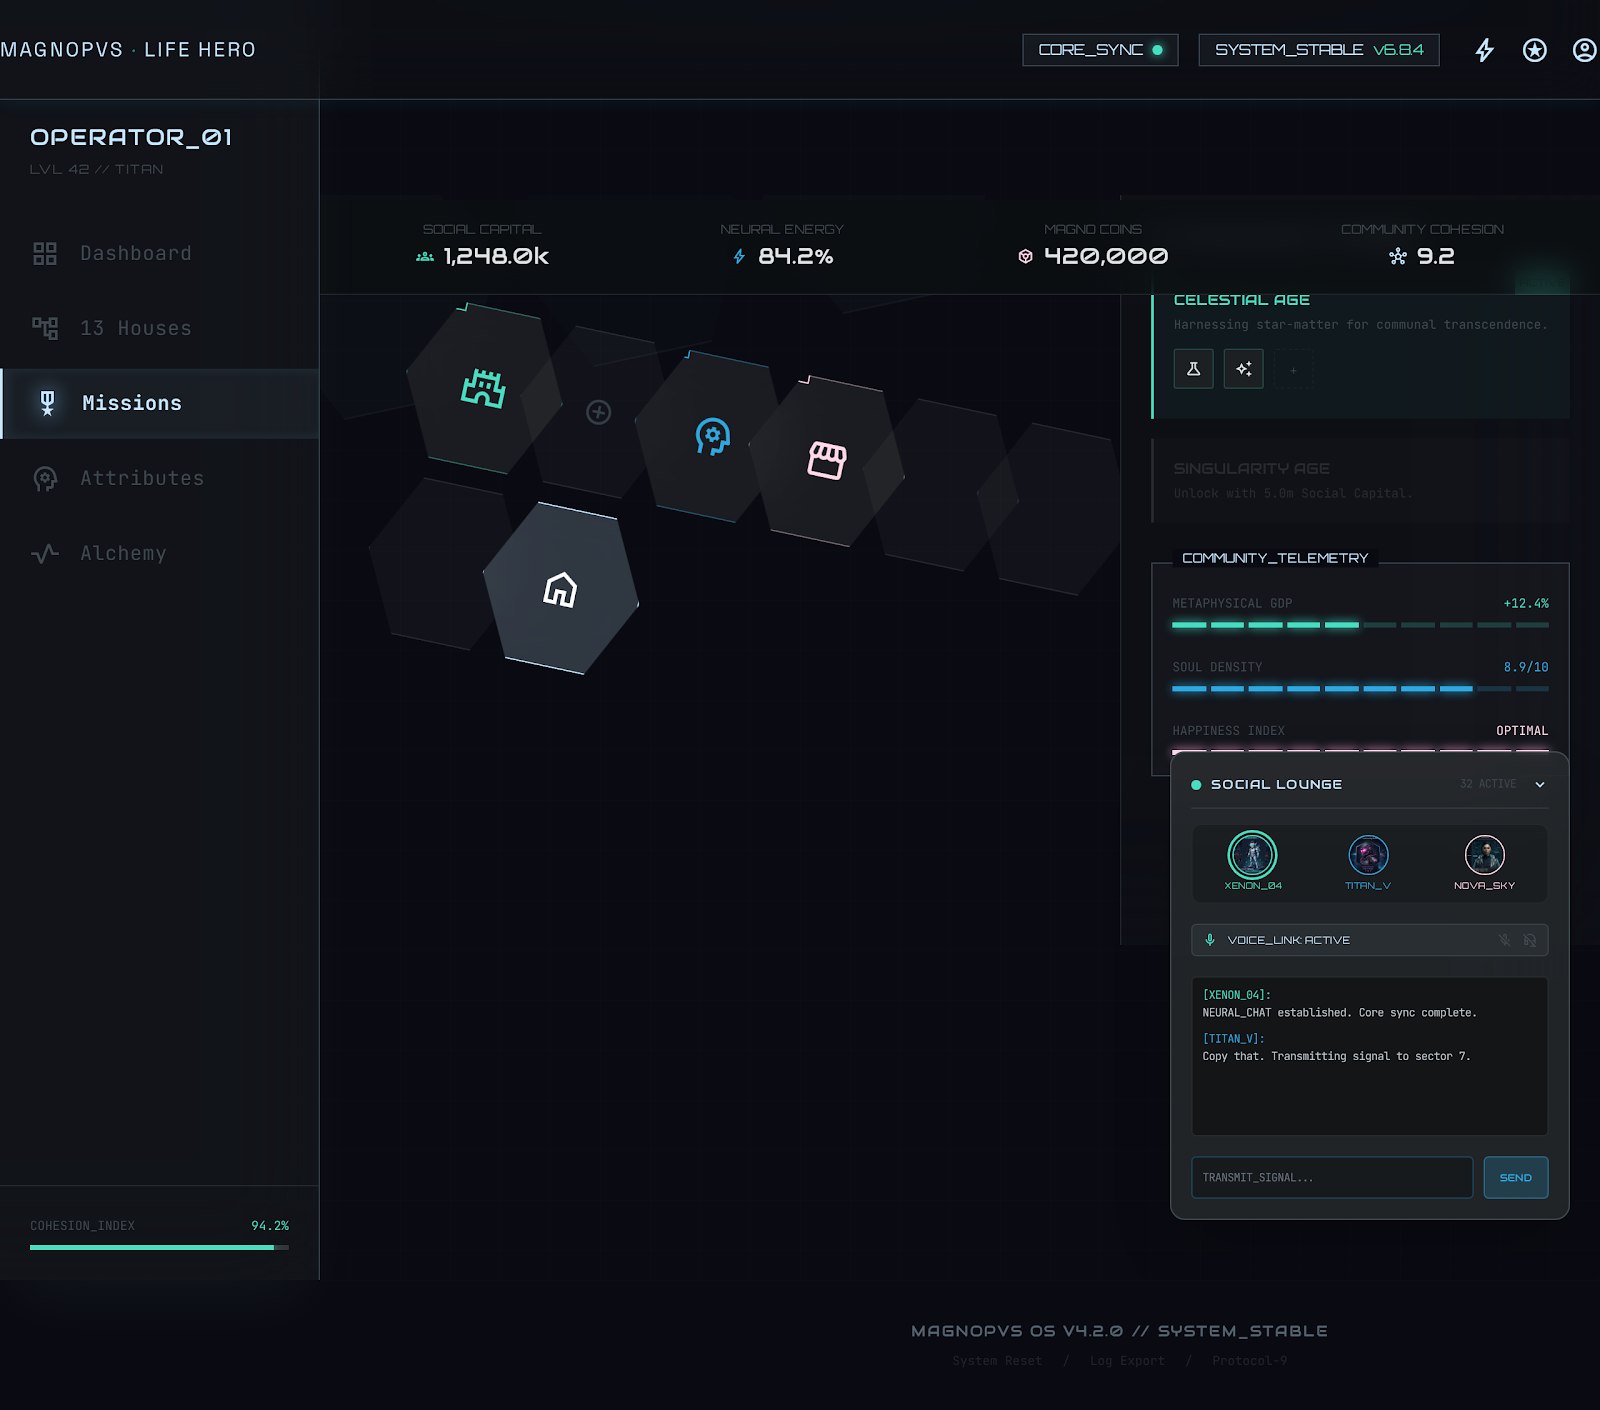 MAGNOPVS · LIFE HERO
CORE_SYNC
SYSTEM_STABLE v6.8.4
OPERATOR_01
LVL 42 // TITAN
Dashboard
13 Houses
Missions
Attributes
Alchemy
COHESION_INDEX 94.2%
SOCIAL CAPITAL
1,248.0k
NEURAL ENERGY
84.2%
MAGNO COINS
420,000
COMMUNITY COHESION
9.2
CELESTIAL AGE
Harnessing star-matter for communal transcendence.
+
SINGULARITY AGE
Unlock with 5.0m Social Capital.
COMMUNITY_TELEMETRY
METAPHYSICAL GDP +12.4%
SOUL DENSITY 8.9/10
HAPPINESS INDEX OPTIMAL
SOCIAL LOUNGE 32 ACTIVE
XENON_04
TITAN_V
NOVA_SKY
VOICE_LINK: ACTIVE
[XENON_04]:
NEURAL_CHAT established. Core sync complete.
[TITAN_V]:
Copy that. Transmitting signal to sector 7.
TRANSMIT_SIGNAL...
SEND
MAGNOPVS OS V4.2.0 // SYSTEM_STABLE
System Reset / Log Export / Protocol-9